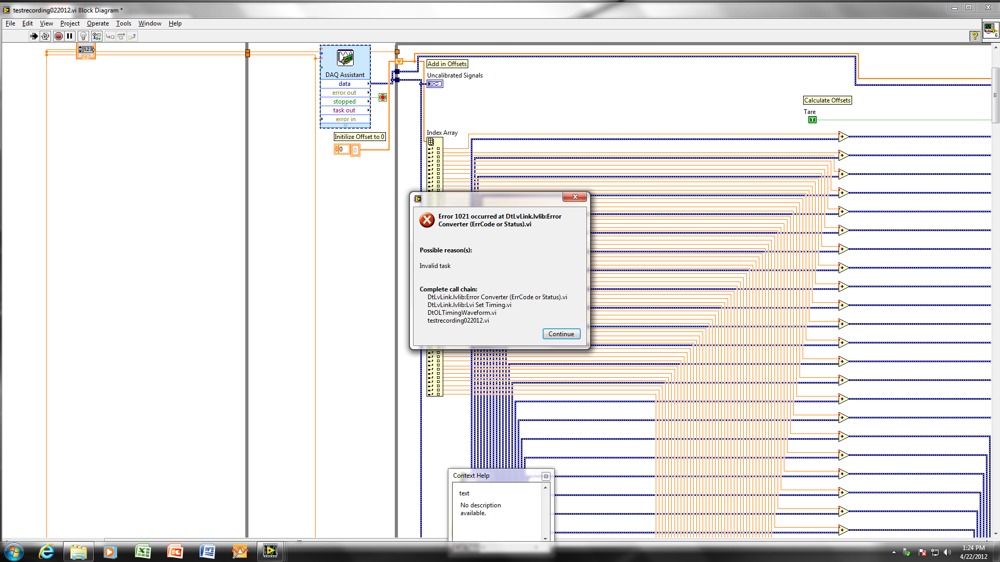 testrecording022012.vi Block Diagram *
File Edit View Project Operate Tools Window Help
?
6
1.23
DBL
DAQ Assistant
data
error out
stopped
task out
error in
Add in Offsets
Uncalibrated Signals
Calculate Offsets
Tare
T
Initilize Offset to 0
0
0
Index Array
Error 1021 occurred at DtLvLink.lvlib:Error
Converter (ErrCode or Status).vi
Possible reason(s):
Invalid task
Complete call chain:
DtLvLink.lvlib:Error Converter (ErrCode or Status).vi
DtLvLink.lvlib:Lvi Set Timing.vi
DtOLTimingWaveform.vi
testrecording022012.vi
Continue
Context Help
text
No description
available.
1:24 PM
4/22/2012